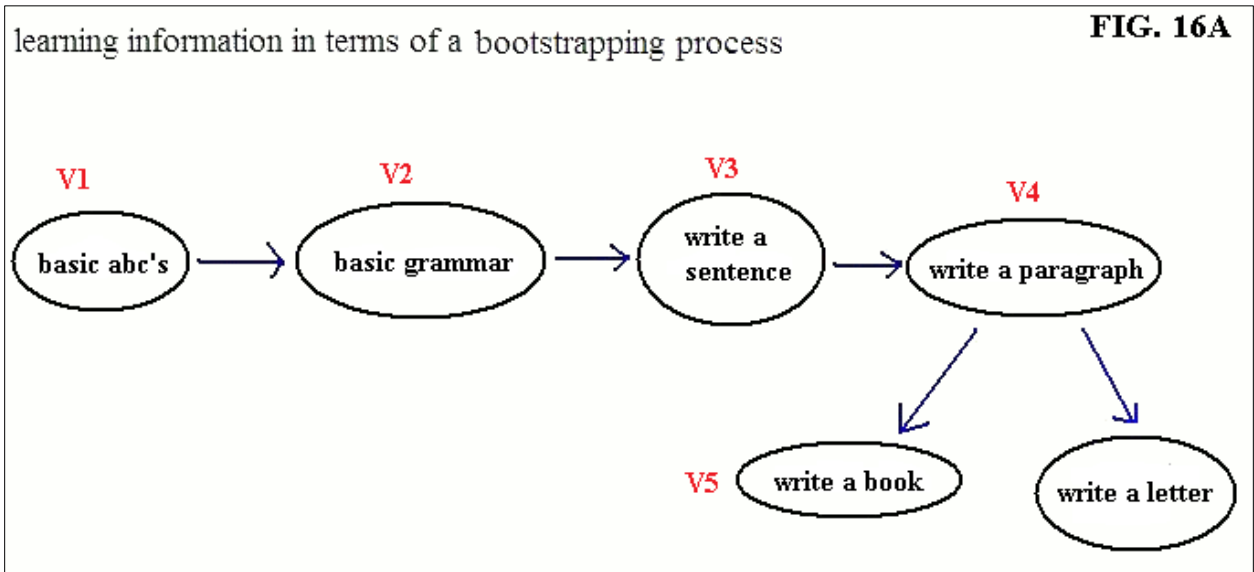 FIG. 16A
learning information in terms of a bootstrapping process
V1
V2
V3
V4
basic abc's
basic grammar
write a
sentence
write a paragraph
V5
write a book
write a letter